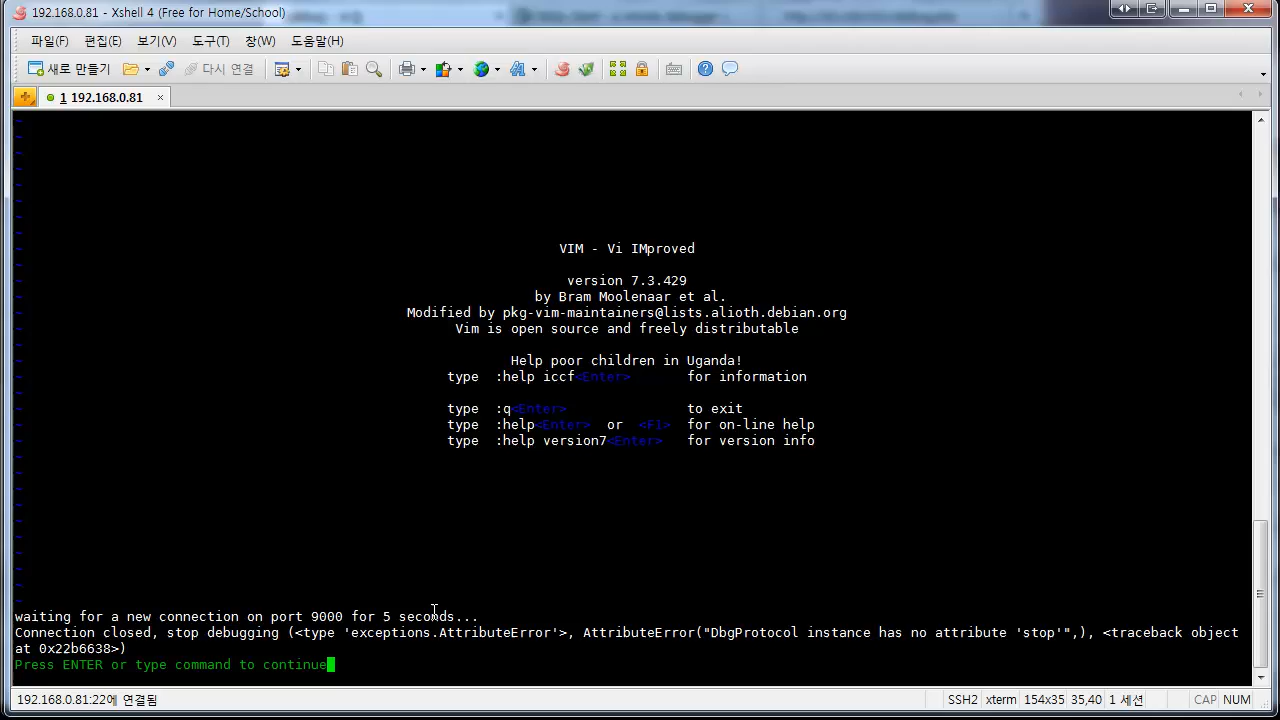 192.168.0.81 - Xshell 4 (Free for Home/School)
파일(F) 편집(E) 보기(V) 도구(T) 창(W) 도움말(H)
새로 만들기 다시 연결
1 192.168.0.81
~
~
~
~
~
~
~
~
VIM - Vi IMproved
~
~
version 7.3.429
~
by Bram Moolenaar et al.
~
Modified by pkg-vim-maintainers@lists.alioth.debian.org
~
Vim is open source and freely distributable
~
~
Help poor children in Uganda!
~
type :help iccf<Enter> for information
~
~
type :q<Enter> to exit
~
type :help<Enter> or <F1> for on-line help
~
type :help version7<Enter> for version info
~
~
~
~
~
~
~
~
~
~
waiting for a new connection on port 9000 for 5 seconds...
Connection closed, stop debugging (<type 'exceptions.AttributeError'>, AttributeError("DbgProtocol instance has no attribute 'stop'",), <traceback object
at 0x22b6638>)
Press ENTER or type command to continue
192.168.0.81:22에 연결됨 SSH2 xterm 154x35 35,40 1 세션 CAP NUM